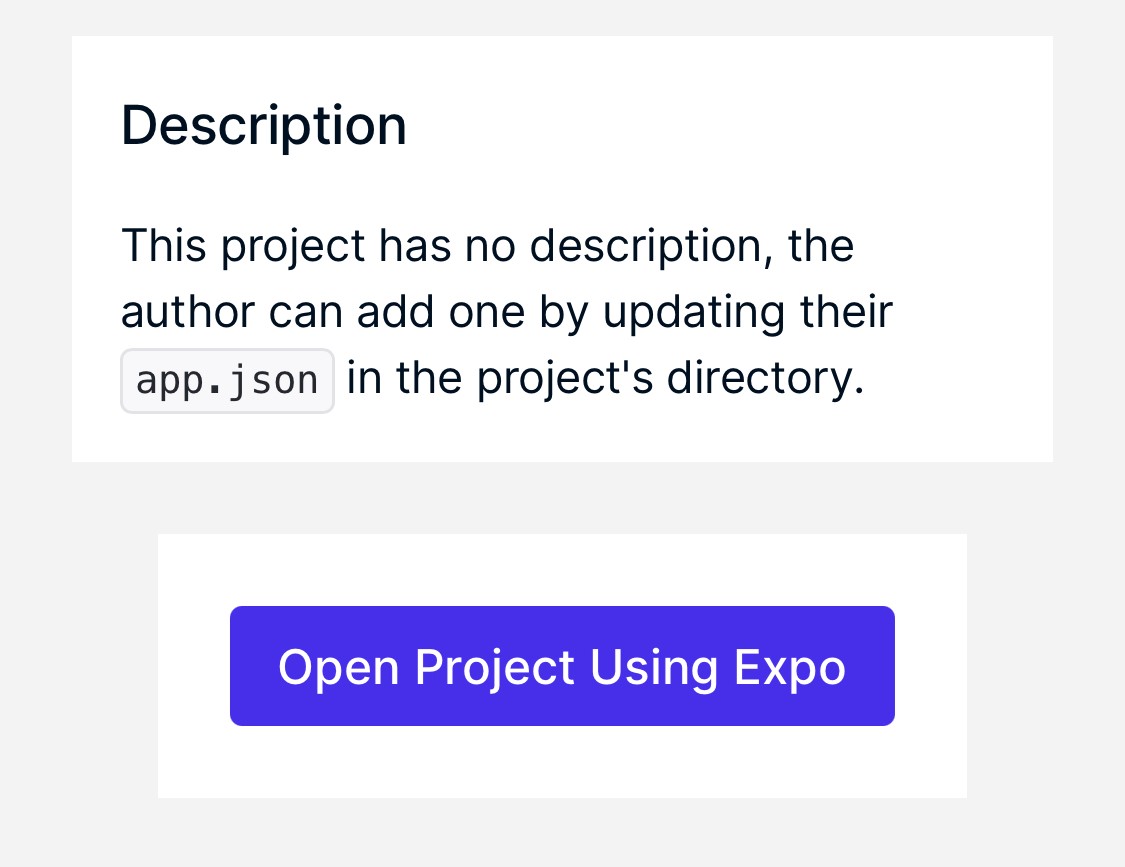 Description
This project has no description, the
author can add one by updating their
app.json in the project's directory.
Open Project Using Expo